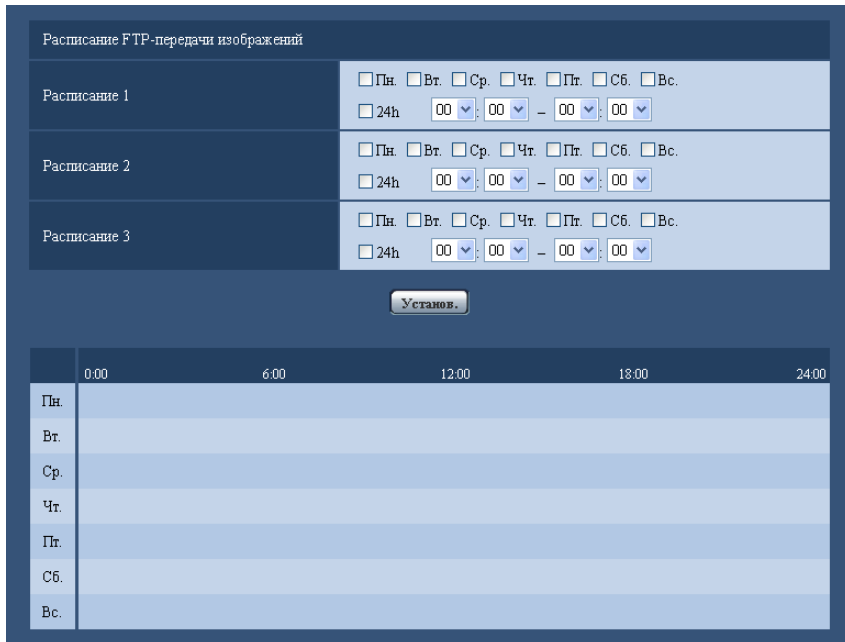 Расписание FTP-передачи изображений
Расписание 1
Пн. Вт. Ср. Чт. Пт. Сб. Вс.
24h 00 : 00 – 00 : 00
Расписание 2
Пн. Вт. Ср. Чт. Пт. Сб. Вс.
24h 00 : 00 – 00 : 00
Расписание 3
Пн. Вт. Ср. Чт. Пт. Сб. Вс.
24h 00 : 00 – 00 : 00
Установ.
0:00 6:00 12:00 18:00 24:00
Пн.
Вт.
Ср.
Чт.
Пт.
Сб.
Вс.